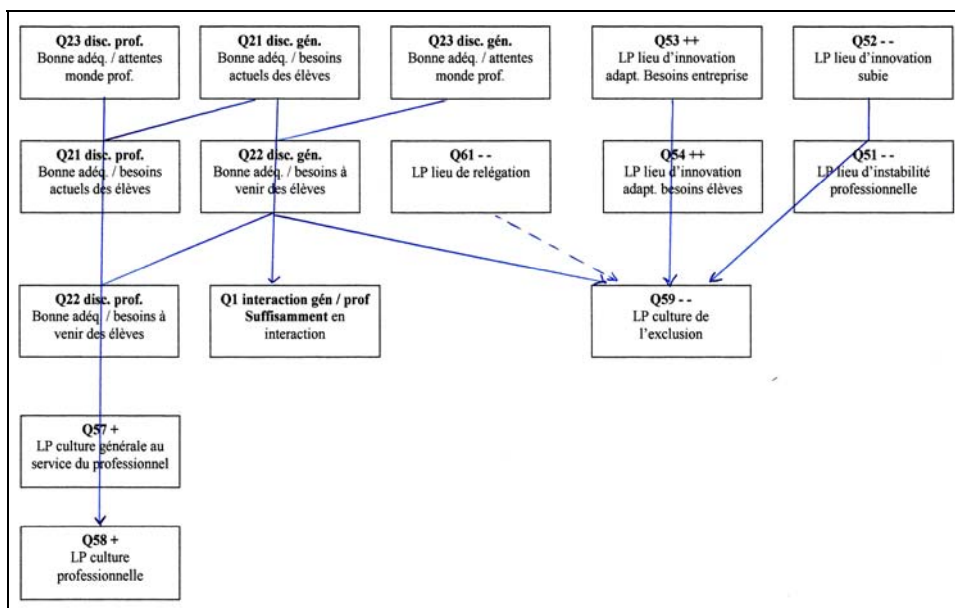 Q23 disc. prof.
Bonne adéq. / attentes
monde prof.
Q21 disc. gén.
Bonne adéq. / besoins
actuels des élèves
Q23 disc. gén.
Bonne adéq. / attentes
monde prof.
Q53 ++
LP lieu d'innovation
adapt. Besoins entreprise
Q52 - -
LP lieu d'innovation
subie
Q21 disc. prof.
Bonne adéq. / besoins
actuels des élèves
Q22 disc. gén.
Bonne adéq. / besoins à
venir des élèves
Q61 - -
LP lieu de relégation
Q54 ++
LP lieu d'innovation
adapt. besoins élèves
Q51 - -
LP lieu d'instabilité
professionnelle
Q22 disc. prof.
Bonne adéq. / besoins à
venir des élèves
Q1 interaction gén / prof
Suffisamment en
interaction
Q59 - -
LP culture de
l'exclusion
Q57 +
LP culture générale au
service du professionnel
Q58 +
LP culture
professionnelle